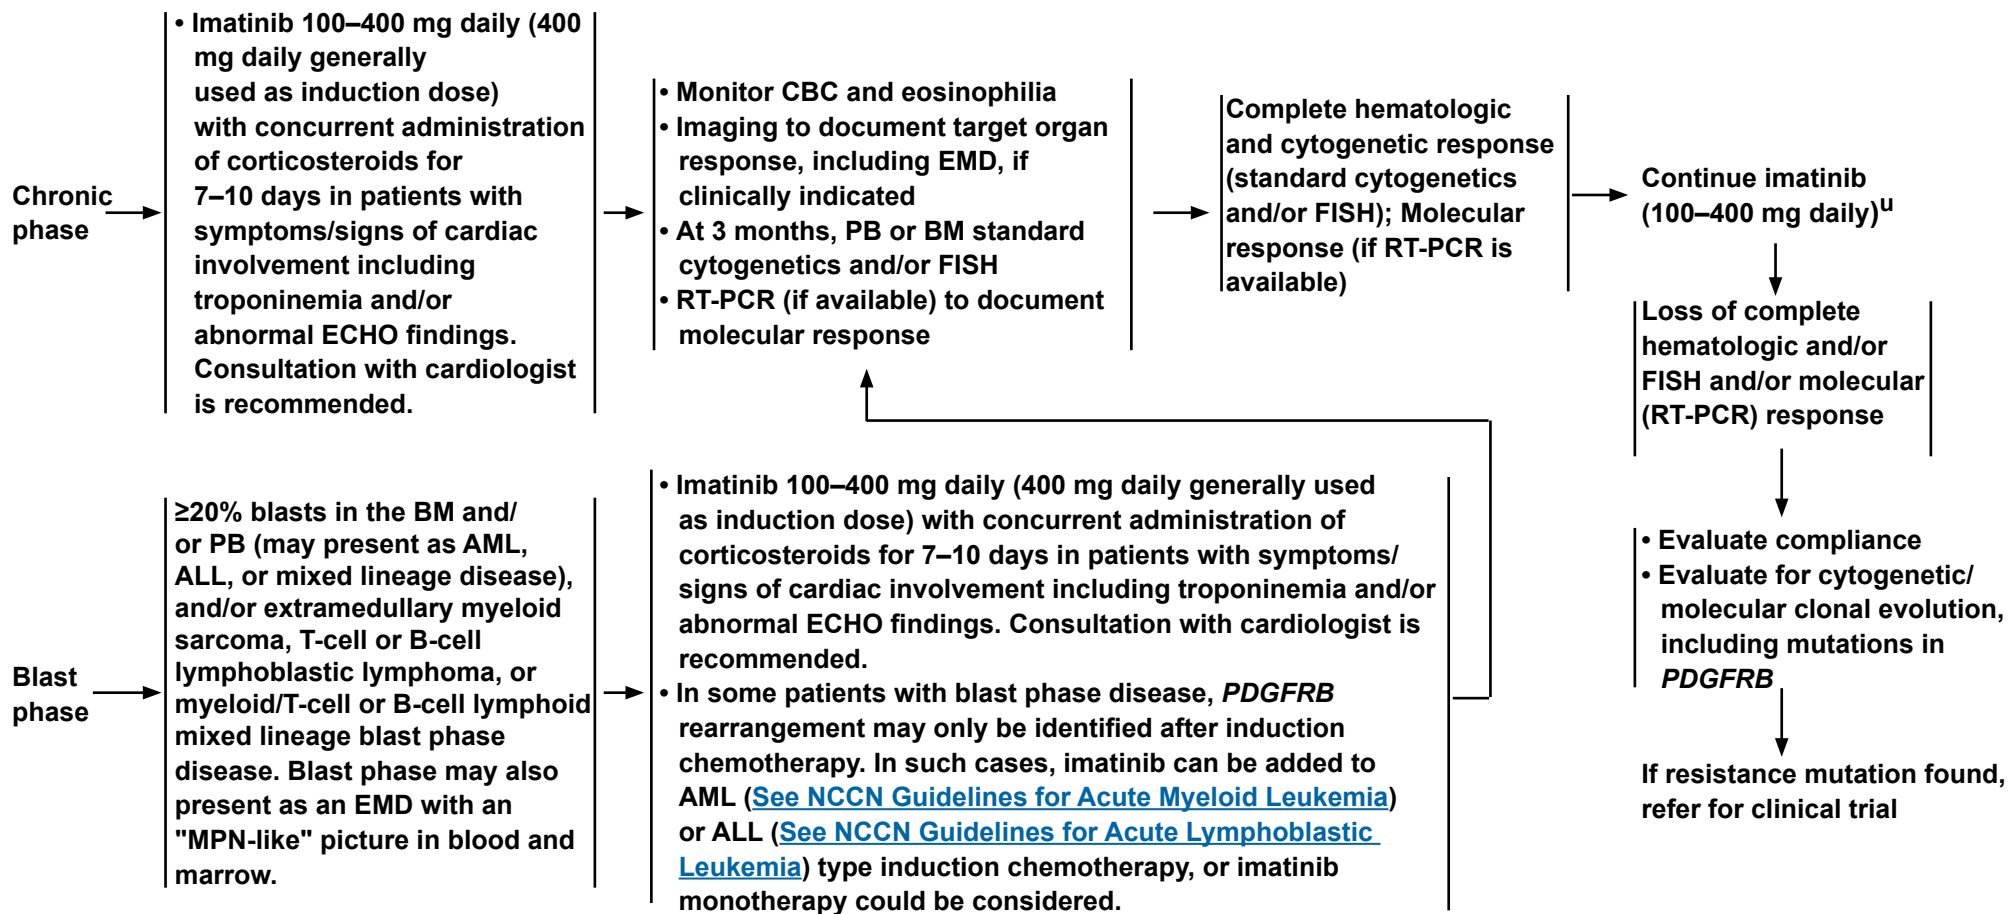 Chronic
phase
• Imatinib 100–400 mg daily (400
mg daily generally
used as induction dose)
with concurrent administration
of corticosteroids for
7–10 days in patients with
symptoms/signs of cardiac
involvement including
troponinemia and/or
abnormal ECHO findings.
Consultation with cardiologist
is recommended.
• Monitor CBC and eosinophilia
• Imaging to document target organ
response, including EMD, if
clinically indicated
• At 3 months, PB or BM standard
cytogenetics and/or FISH
• RT-PCR (if available) to document
molecular response
Complete hematologic
and cytogenetic response
(standard cytogenetics
and/or FISH); Molecular
response (if RT-PCR is
available)
Continue imatinib
(100–400 mg daily)u
Loss of complete
hematologic and/or
FISH and/or molecular
(RT-PCR) response
• Evaluate compliance
• Evaluate for cytogenetic/
molecular clonal evolution,
including mutations in
PDGFRB
If resistance mutation found,
refer for clinical trial
Blast
phase
≥20% blasts in the BM and/
or PB (may present as AML,
ALL, or mixed lineage disease),
and/or extramedullary myeloid
sarcoma, T-cell or B-cell
lymphoblastic lymphoma, or
myeloid/T-cell or B-cell lymphoid
mixed lineage blast phase
disease. Blast phase may also
present as an EMD with an
"MPN-like" picture in blood and
marrow.
• Imatinib 100–400 mg daily (400 mg daily generally used
as induction dose) with concurrent administration of
corticosteroids for 7–10 days in patients with symptoms/
signs of cardiac involvement including troponinemia and/or
abnormal ECHO findings. Consultation with cardiologist is
recommended.
• In some patients with blast phase disease, PDGFRB
rearrangement may only be identified after induction
chemotherapy. In such cases, imatinib can be added to
AML (See NCCN Guidelines for Acute Myeloid Leukemia)
or ALL (See NCCN Guidelines for Acute Lymphoblastic
Leukemia) type induction chemotherapy, or imatinib
monotherapy could be considered.